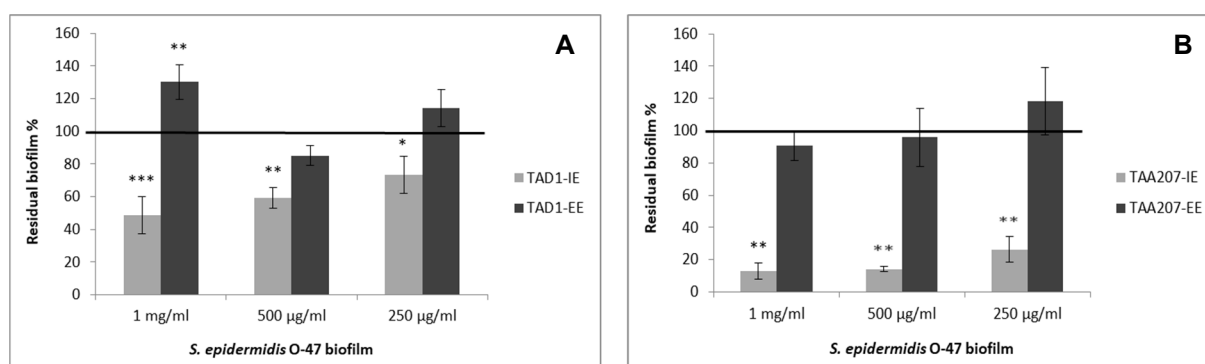 A
Residual biofilm %
160
140
120
100
80
60
40
20
0
**
***
**
*
TAD1-IE
TAD1-EE
1 mg/ml 500 µg/ml 250 µg/ml
S. epidermidis O-47 biofilm
B
Residual biofilm %
160
140
120
100
80
60
40
20
0
**
**
**
TAA207-IE
TAA207-EE
1 mg/ml 500 µg/ml 250 µg/ml
S. epidermidis O-47 biofilm